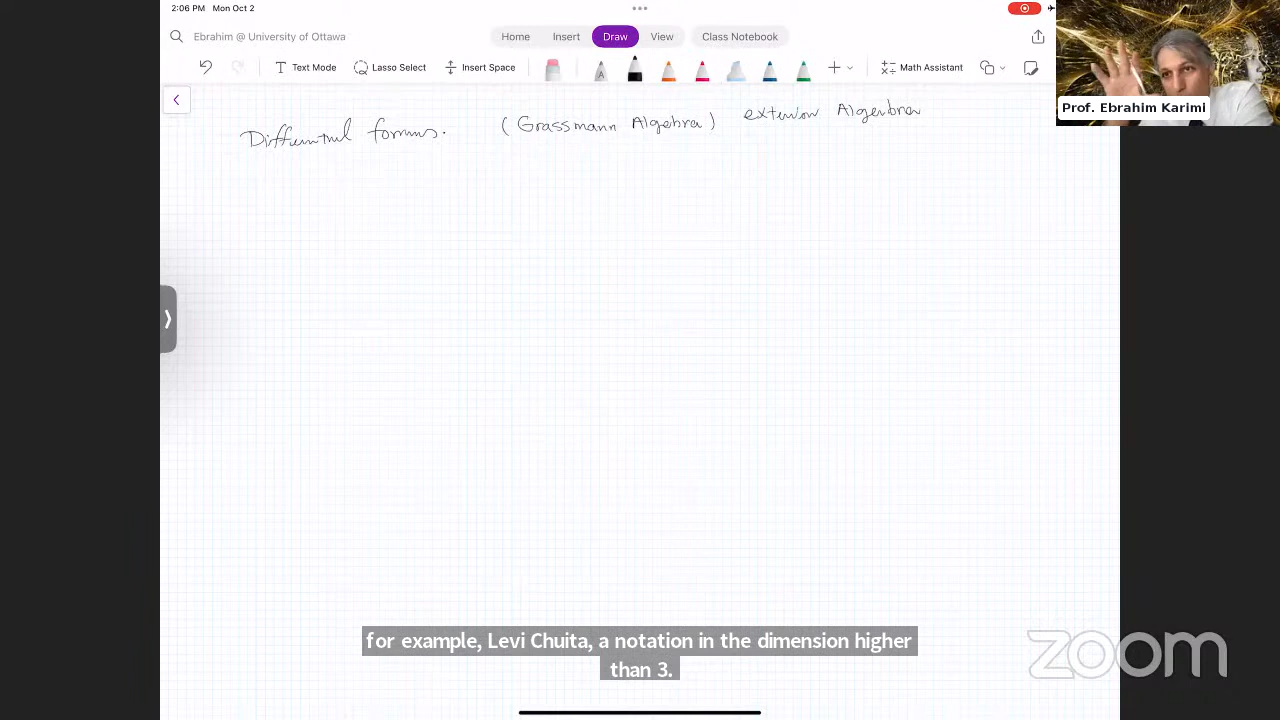 2:06 PM Mon Oct 2
Ebrahim @ University of Ottawa
Home Insert Draw View Class Notebook
T Text Mode Lasso Select Insert Space A Math Assistant
Prof. Ebrahim Karimi
Differential forms. (Grassmann Algebra) exterior Algebra
for example, Levi Chuita, a notation in the dimension higher
than 3.
zoom